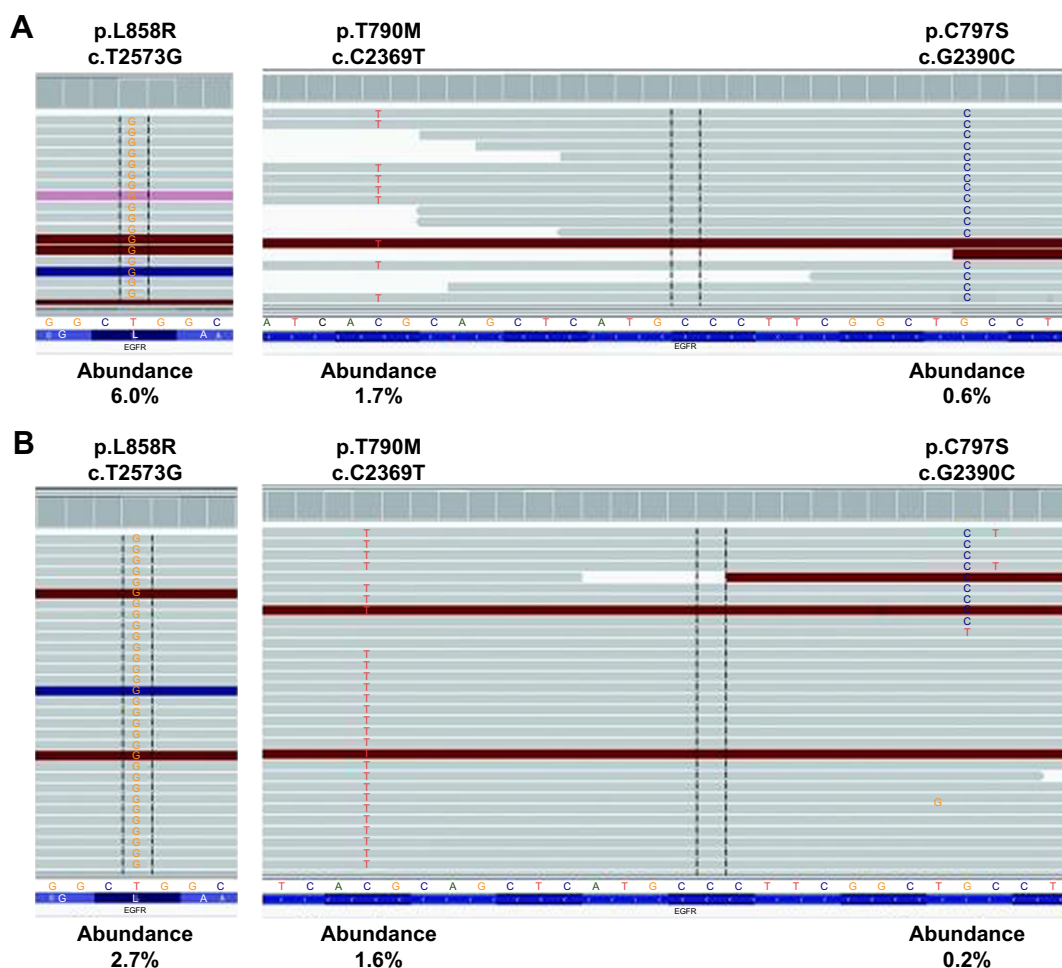 A
p.L858R
c.T2573G
p.T790M
c.C2369T
p.C797S
c.G2390C
G G C T G G C
G L A
EGFR
A T C A C G C A G C T C A T G C C C T T C G G C T G C C T
EGFR
Abundance
6.0%
Abundance
1.7%
Abundance
0.6%
B
p.L858R
c.T2573G
p.T790M
c.C2369T
p.C797S
c.G2390C
G G C T G G C
G L A
EGFR
T C A C G C A G C T C A T G C C C T T C G G C T G C C T
EGFR
Abundance
2.7%
Abundance
1.6%
Abundance
0.2%